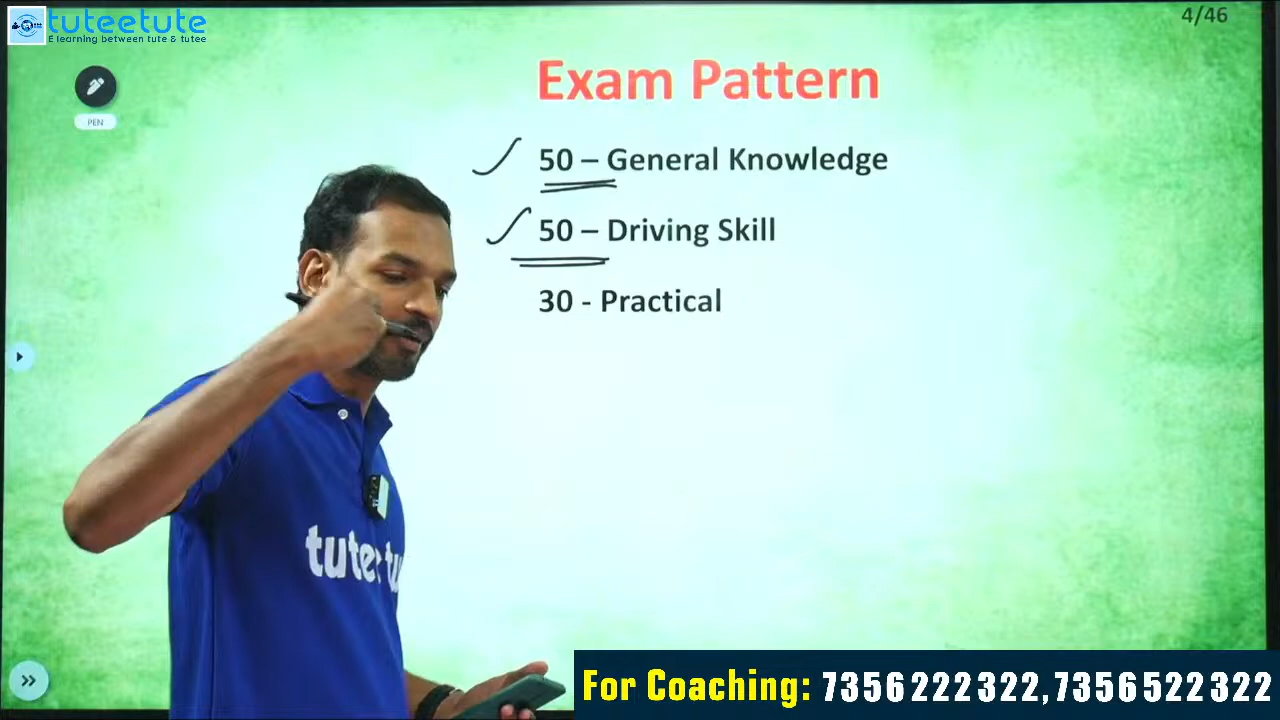 tuteetute
E learning between tute & tutee
4/46
Exam Pattern
PEN
50 – General Knowledge
50 – Driving Skill
30 - Practical
For Coaching: 7356222322,7356522322